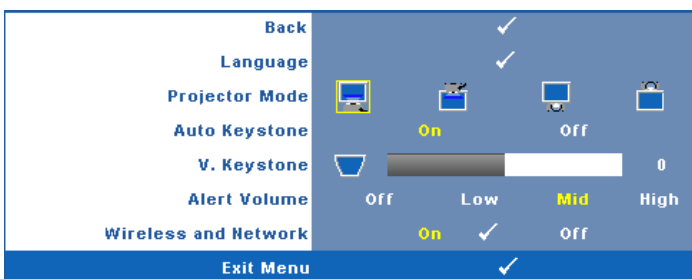 Back
Language
Projector Mode
Auto Keystone On Off
V. Keystone 0
Alert Volume Off Low Mid High
Wireless and Network On Off
Exit Menu